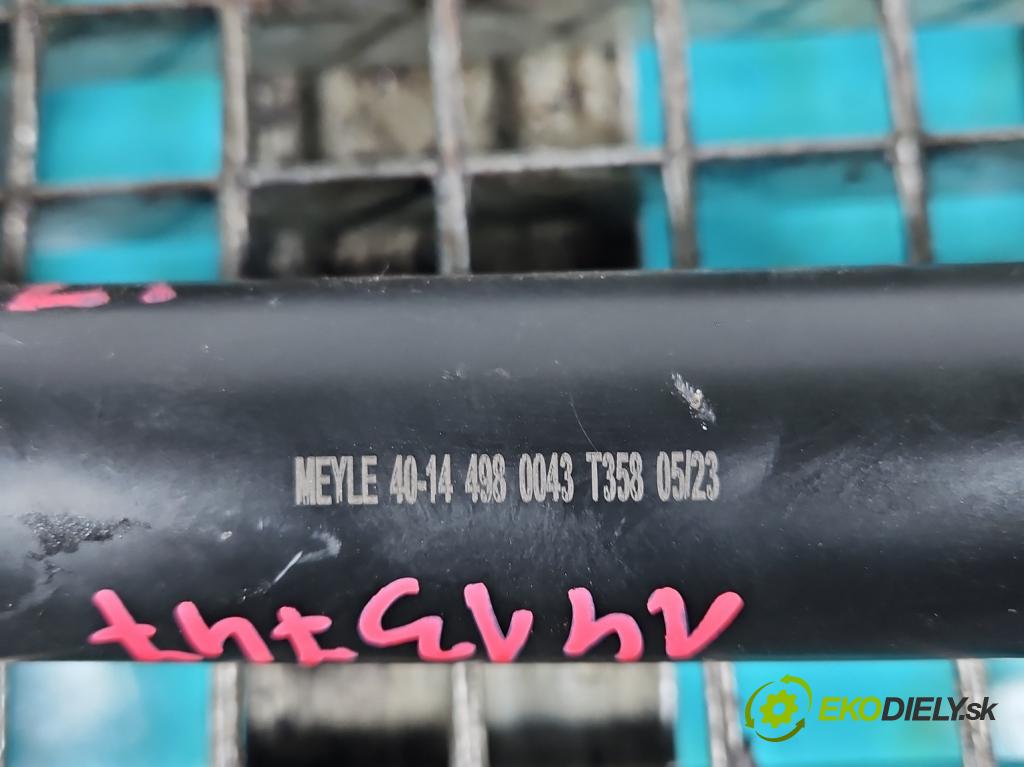 MEYLE 40-14 498 0043 T358 05/23
EKODIELY.sk